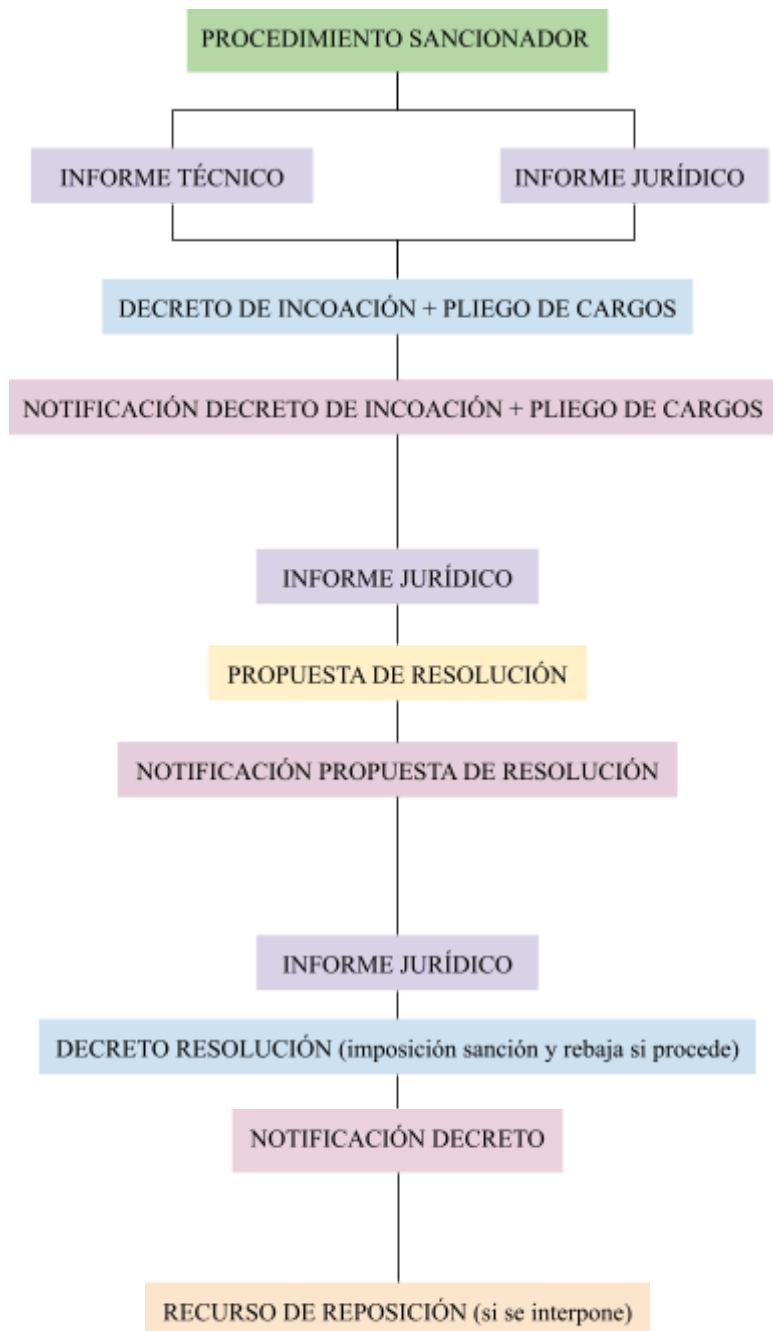 PROCEDIMIENTO SANCIONADOR
INFORME TÉCNICO
INFORME JURÍDICO
DECRETO DE INCOACIÓN + PLIEGO DE CARGOS
NOTIFICACIÓN DECRETO DE INCOACIÓN + PLIEGO DE CARGOS
INFORME JURÍDICO
PROPUESTA DE RESOLUCIÓN
NOTIFICACIÓN PROPUESTA DE RESOLUCIÓN
INFORME JURÍDICO
DECRETO RESOLUCIÓN (imposición sanción y rebaja si procede)
NOTIFICACIÓN DECRETO
RECURSO DE REPOSICIÓN (si se interpone)